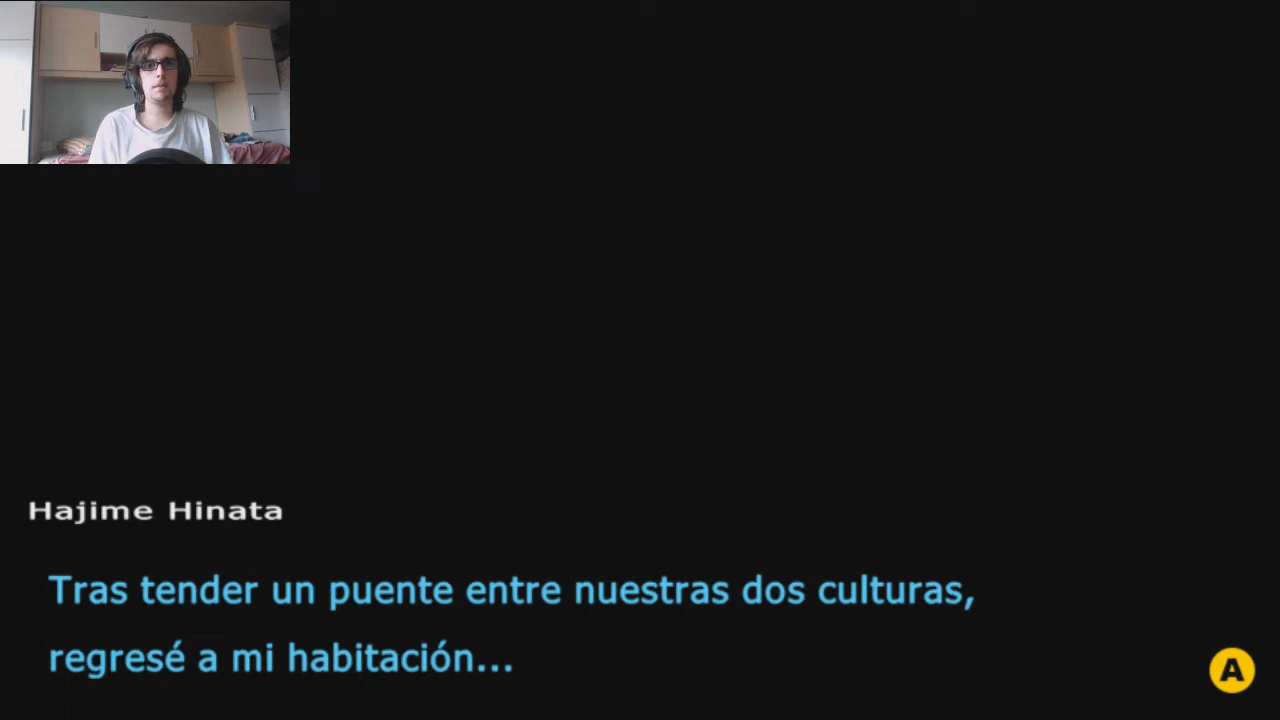 Hajime Hinata
Tras tender un puente entre nuestras dos culturas,
regresé a mi habitación...
A